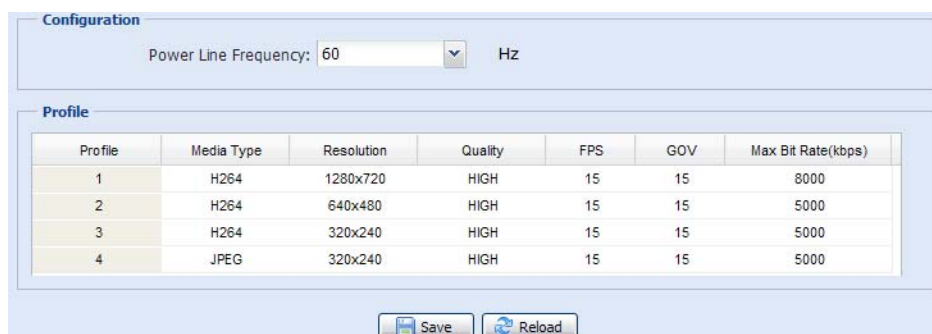 Configuration
Power Line Frequency: 60 Hz
Profile
Profile Media Type Resolution Quality FPS GOV Max Bit Rate(kbps)
1 H264 1280x720 HIGH 15 15 8000
2 H264 640x480 HIGH 15 15 5000
3 H264 320x240 HIGH 15 15 5000
4 JPEG 320x240 HIGH 15 15 5000
Save Reload